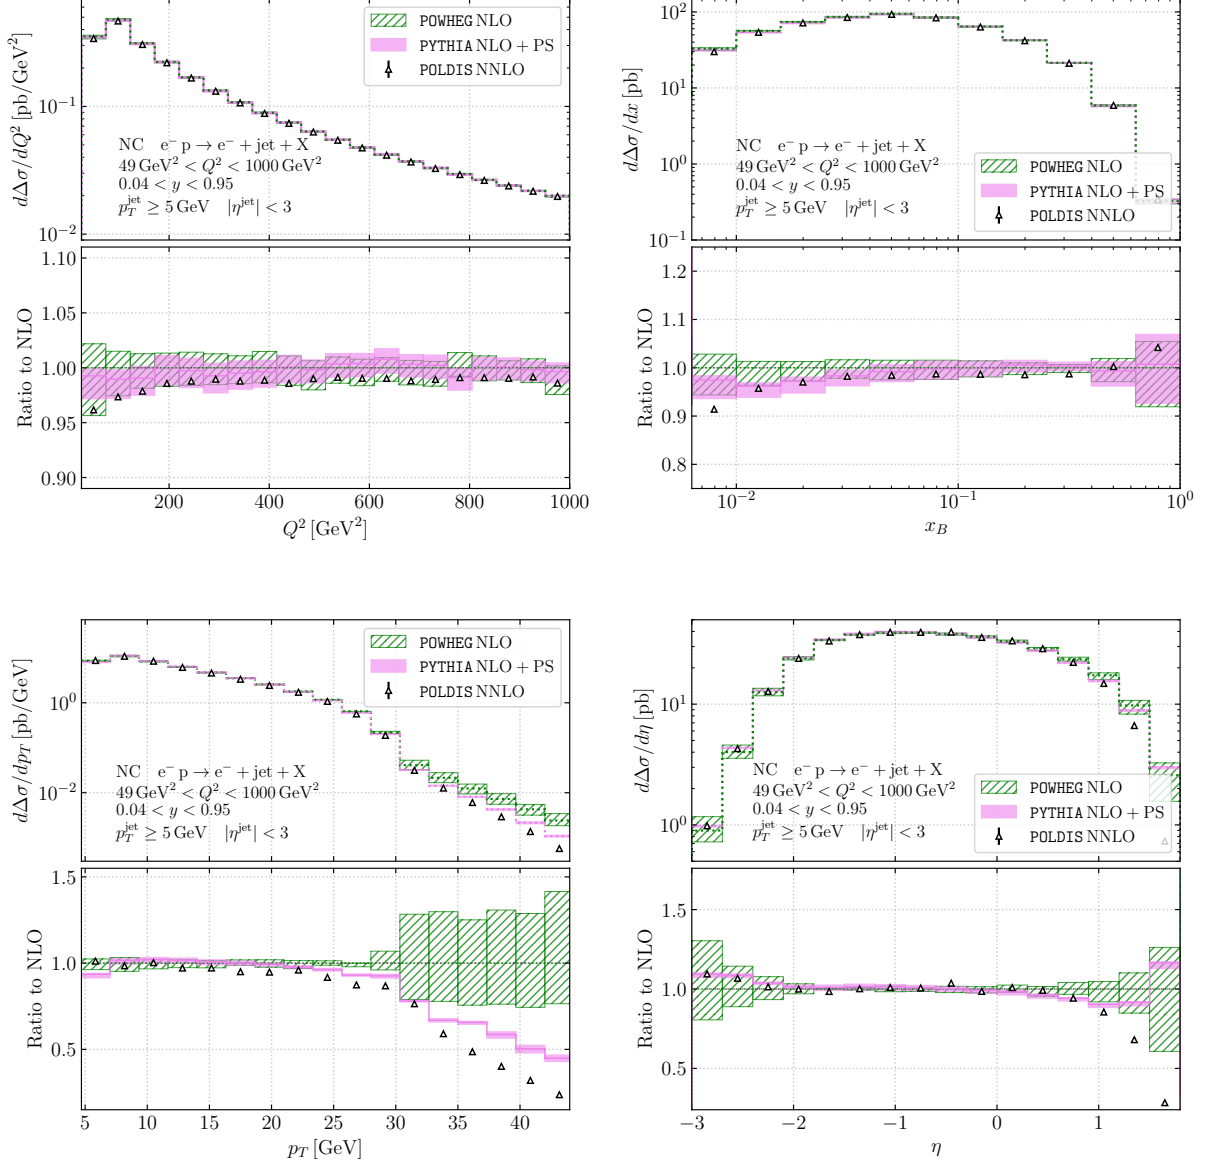 dΔσ/dQ² [pb/GeV²]
10⁻¹
10⁻²
POWHEG NLO
PYTHIA NLO + PS
POLDIS NNLO
NC e⁻ p → e⁻ + jet + X
49 GeV² < Q² < 1000 GeV²
0.04 < y < 0.95
p_T^jet ≥ 5 GeV |η^jet| < 3
Ratio to NLO
1.10
1.05
1.00
0.95
0.90
200 400 600 800 1000
Q² [GeV²]
dΔσ/dx [pb]
10²
10¹
10⁰
10⁻¹
NC e⁻ p → e⁻ + jet + X
49 GeV² < Q² < 1000 GeV²
0.04 < y < 0.95
p_T^jet ≥ 5 GeV |η^jet| < 3
POWHEG NLO
PYTHIA NLO + PS
POLDIS NNLO
Ratio to NLO
1.2
1.1
1.0
0.9
0.8
10⁻² 10⁻¹ 10⁰
x_B
dΔσ/dp_T [pb/GeV]
10⁰
10⁻²
POWHEG NLO
PYTHIA NLO + PS
POLDIS NNLO
NC e⁻ p → e⁻ + jet + X
49 GeV² < Q² < 1000 GeV²
0.04 < y < 0.95
p_T^jet ≥ 5 GeV |η^jet| < 3
Ratio to NLO
1.5
1.0
0.5
5 10 15 20 25 30 35 40
p_T [GeV]
dΔσ/dη [pb]
10¹
10⁰
NC e⁻ p → e⁻ + jet + X
49 GeV² < Q² < 1000 GeV²
0.04 < y < 0.95
p_T^jet ≥ 5 GeV |η^jet| < 3
POWHEG NLO
PYTHIA NLO + PS
POLDIS NNLO
Ratio to NLO
1.5
1.0
0.5
−3 −2 −1 0 1
η